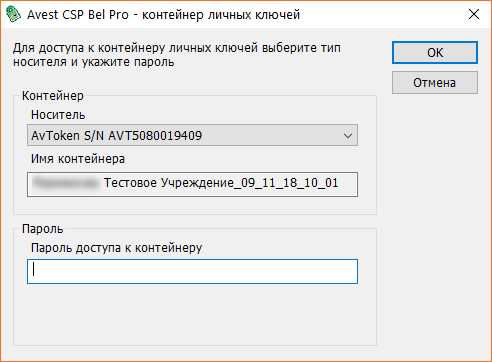 Avest CSP Bel Pro - контейнер личных ключей
Для доступа к контейнеру личных ключей выберите тип
носителя и укажите пароль
OK
Отмена
Контейнер
Носитель
AvToken S/N AVT5080019409
Имя контейнера
Тестовое Учреждение_09_11_18_10_01
Пароль
Пароль доступа к контейнеру